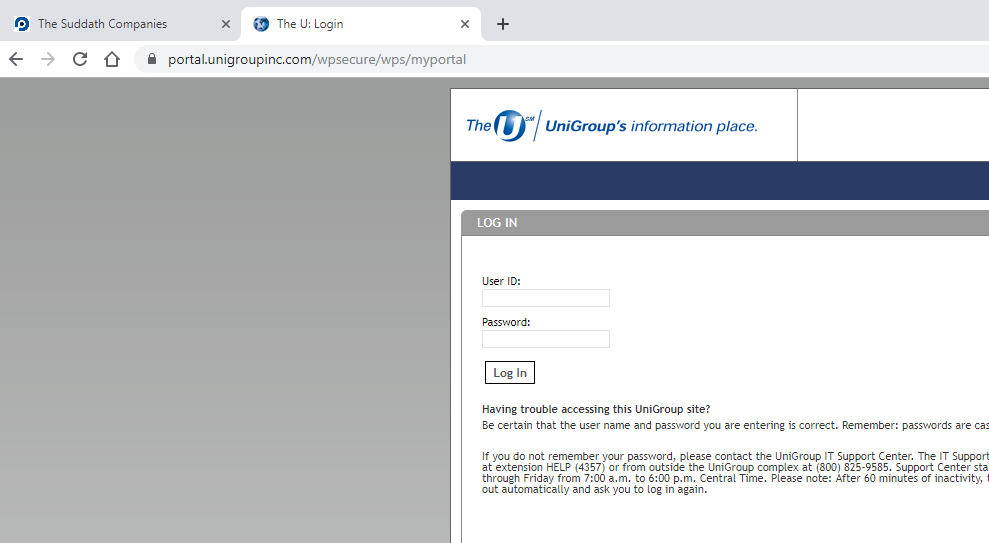 The Suddath Companies
The U: Login
portal.unigroupinc.com/wpsecure/wps/myportal
The U SM UniGroup's information place.
LOG IN
User ID:
Password:
Log In
Having trouble accessing this UniGroup site?
Be certain that the user name and password you are entering is correct. Remember: passwords are cas
If you do not remember your password, please contact the UniGroup IT Support Center. The IT Support
at extension HELP (4357) or from outside the UniGroup complex at (800) 825-9585. Support Center sta
through Friday from 7:00 a.m. to 6:00 p.m. Central Time. Please note: After 60 minutes of inactivity, t
out automatically and ask you to log in again.